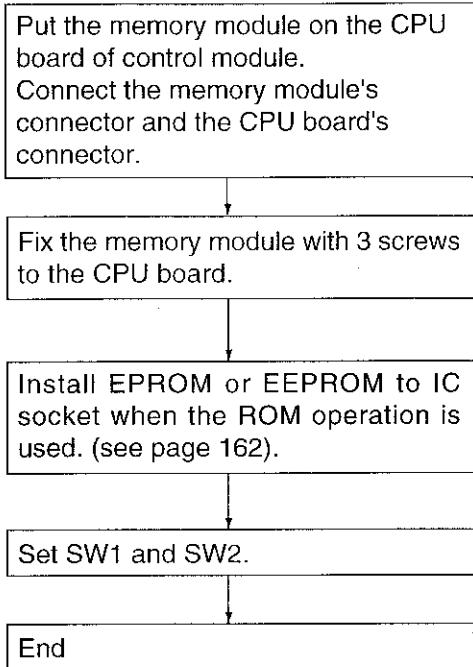 Put the memory module on the CPU
board of control module.
Connect the memory module's
connector and the CPU board's
connector.
Fix the memory module with 3 screws
to the CPU board.
Install EPROM or EEPROM to IC
socket when the ROM operation is
used. (see page 162).
Set SW1 and SW2.
End